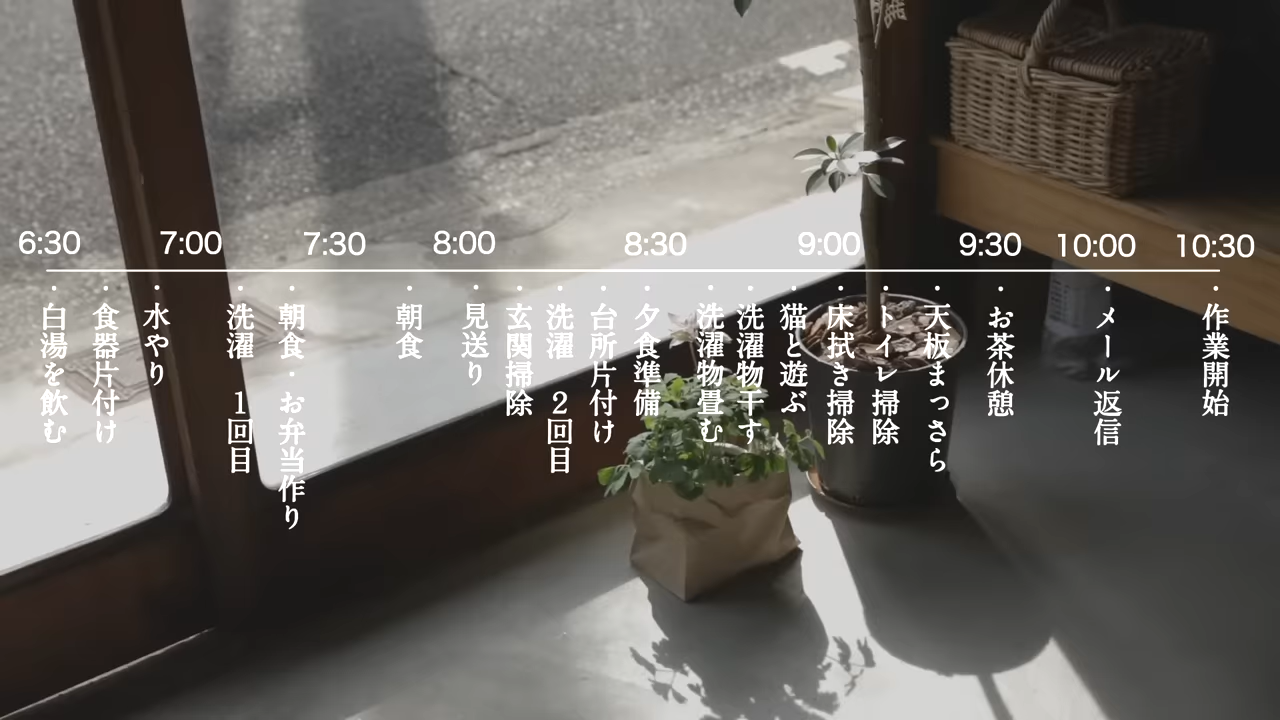 6:30
7:00
7:30
8:00
8:30
9:00
9:30
10:00
10:30
・白湯を飲む
・食器片付け
・水やり
・洗濯　1回目
・朝食・お弁当作り
・朝食
・見送り
・玄関掃除
・洗濯　2回目
・台所片付け
・夕食準備
・洗濯物畳む
・洗濯物干す
・猫と遊ぶ
・床拭き掃除
・トイレ掃除
・天板まっさら
・お茶休憩
・メール返信
・作業開始